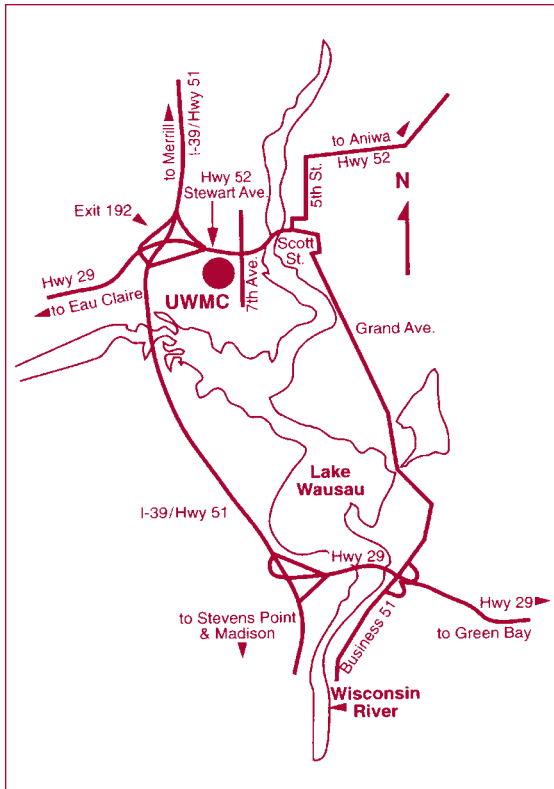 to Merrill
I-39/Hwy 51
to Aniwa
Hwy 52
5th St.
N
Hwy 52
Stewart Ave.
Exit 192
Scott
St.
Hwy 29
to Eau Claire
UWMC
7th Ave.
Grand Ave.
Lake
Wausau
I-39/Hwy 51
Hwy 29
Hwy 29
to Green Bay
to Stevens Point
& Madison
Business 51
Wisconsin
River